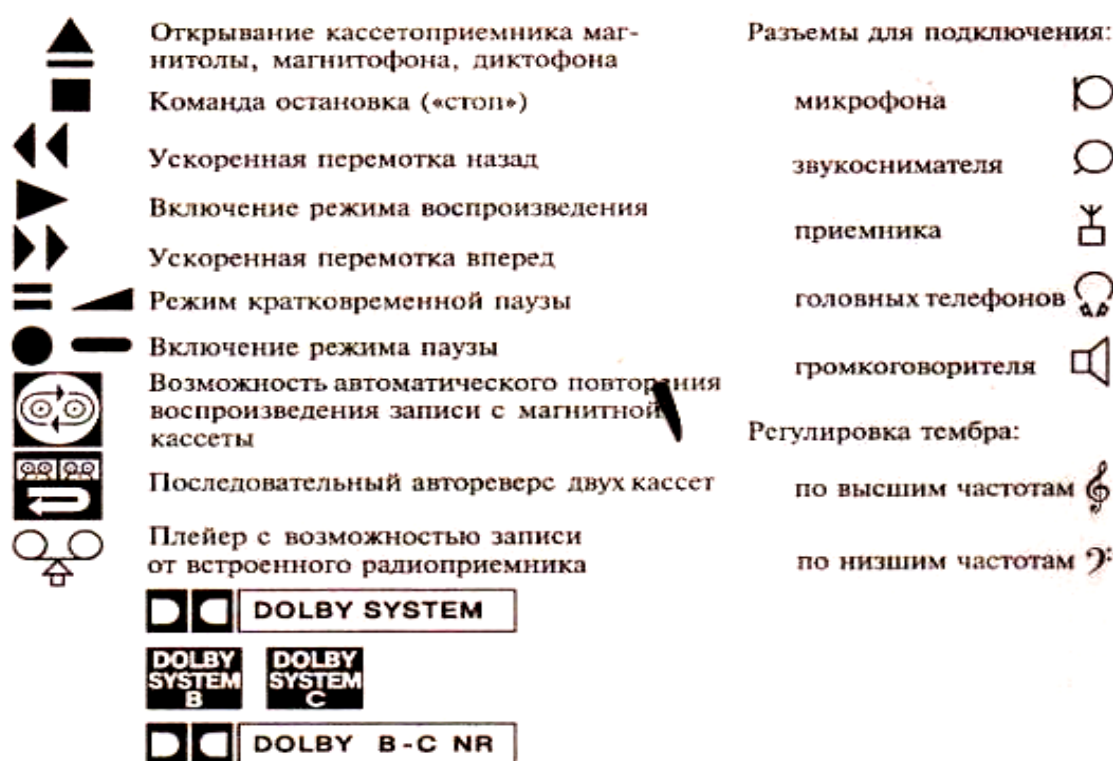 Открывание кассетоприемника маг-
нитолы, магнитофона, диктофона
Команда остановка («стоп»)
Ускоренная перемотка назад
Включение режима воспроизведения
Ускоренная перемотка вперед
Режим кратковременной паузы
Включение режима паузы
Возможность автоматического повторения
воспроизведения записи с магнитной
кассеты
Последовательный автореверс двух кассет
Плейер с возможностью записи
от встроенного радиоприемника
DOLBY SYSTEM
DOLBY
SYSTEM
B
DOLBY
SYSTEM
C
DOLBY B-C NR
Разъемы для подключения:
микрофона
звукоснимателя
приемника
головных телефонов
громкоговорителя
Регулировка тембра:
по высшим частотам
по низшим частотам